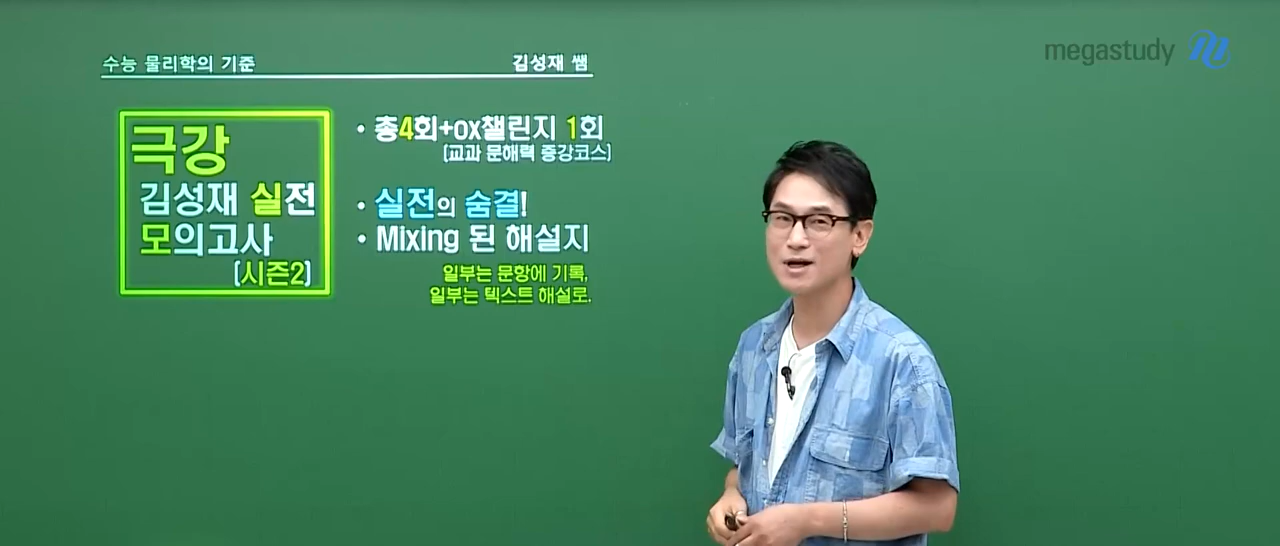 수능 물리학의 기준
김성재 쌤
megastudy
극강
김성재 실전
모의고사
(시즌2)
• 총4회+ox챌린지 1회
(교과 문해력 증강코스)
• 실전의 숨결!
• Mixing 된 해설지
일부는 문항에 기록,
일부는 텍스트 해설로.